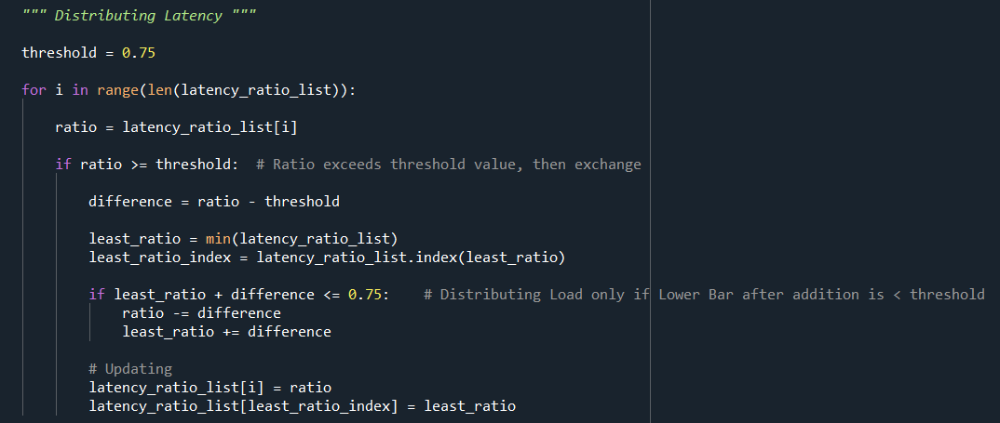 """ Distributing Latency """
threshold = 0.75
for i in range(len(latency_ratio_list)):
    ratio = latency_ratio_list[i]
    if ratio >= threshold:  # Ratio exceeds threshold value, then exchange
        difference = ratio - threshold
        least_ratio = min(latency_ratio_list)
        least_ratio_index = latency_ratio_list.index(least_ratio)
        if least_ratio + difference <= 0.75:    # Distributing Load only if Lower Bar after addition is < threshold
            ratio -= difference
            least_ratio += difference
        # Updating
        latency_ratio_list[i] = ratio
        latency_ratio_list[least_ratio_index] = least_ratio